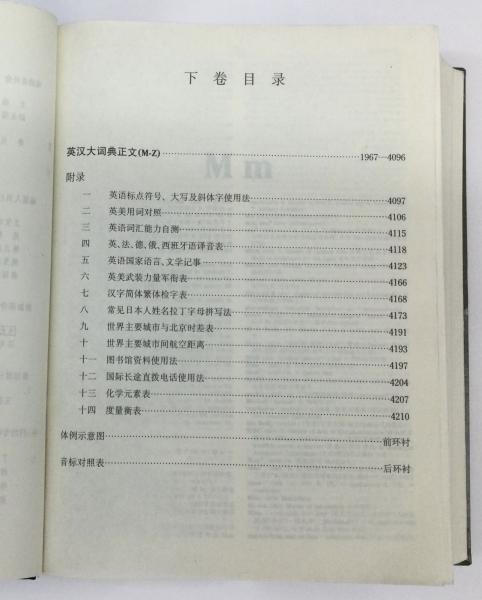 下卷目录
英汉大词典正文(M-Z)……1967—4096
附录
一 英语标点符号、大写及斜体字使用法……4097
二 英美用词对照……4106
三 英语词汇能力自测……4115
四 英、法、德、俄、西班牙语译音表……4118
五 英语国家语言、文学记事……4123
六 英美武装力量军衔表……4166
七 汉字简体繁体检字表……4168
八 常见日本人姓名拉丁字母拼写法……4173
九 世界主要城市与北京时差表……4191
十 世界主要城市间航空距离……4193
十一 图书馆资料使用法……4197
十二 国际长途直拨电话使用法……4204
十三 化学元素表……4207
十四 度量衡表……4210
体例示意图……前环衬
音标对照表……后环衬
Mm